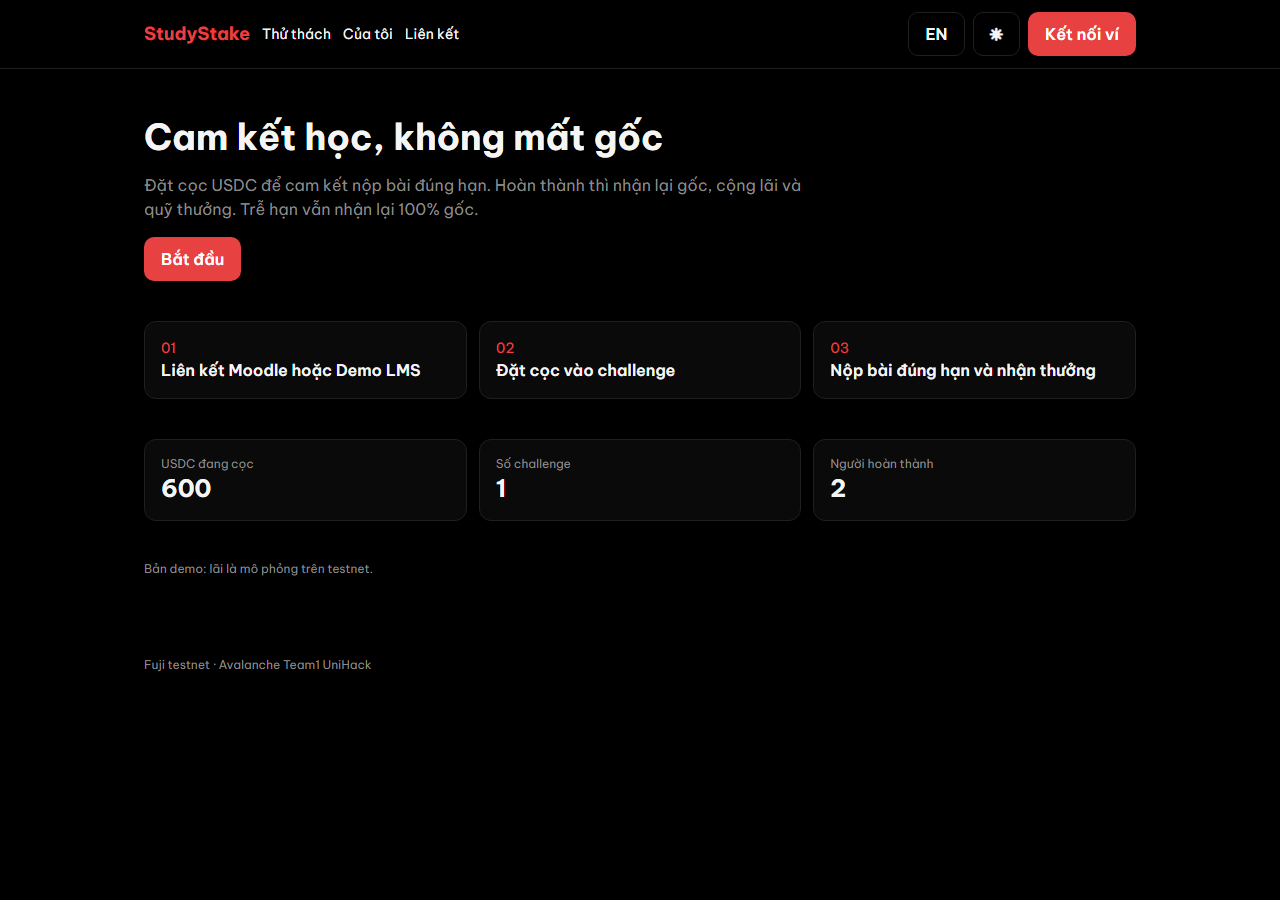 StudyStake Thử thách Của tôi Liên kết EN Kết nối ví
Cam kết học, không mất gốc
Đặt cọc USDC để cam kết nộp bài đúng hạn. Hoàn thành thì nhận lại gốc, cộng lãi và
quỹ thưởng. Trễ hạn vẫn nhận lại 100% gốc.
Bắt đầu
01
Liên kết Moodle hoặc Demo LMS
02
Đặt cọc vào challenge
03
Nộp bài đúng hạn và nhận thưởng
USDC đang cọc
600
Số challenge
1
Người hoàn thành
2
Bản demo: lãi là mô phỏng trên testnet.
Fuji testnet · Avalanche Team1 UniHack